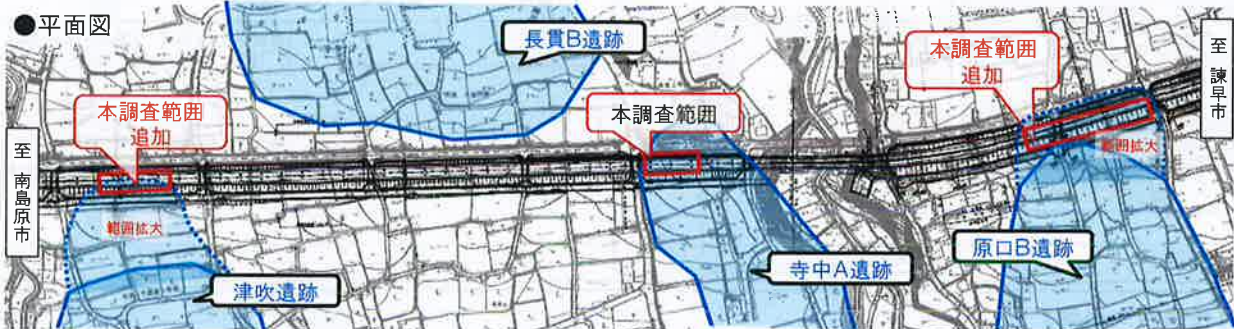 ●平面図
長貫B遺跡
本調査範囲
追加
至 諫早市
本調査範囲
追加
本調査範囲
範囲拡大
至 南島原市
範囲拡大
原口B遺跡
寺中A遺跡
津吹遺跡